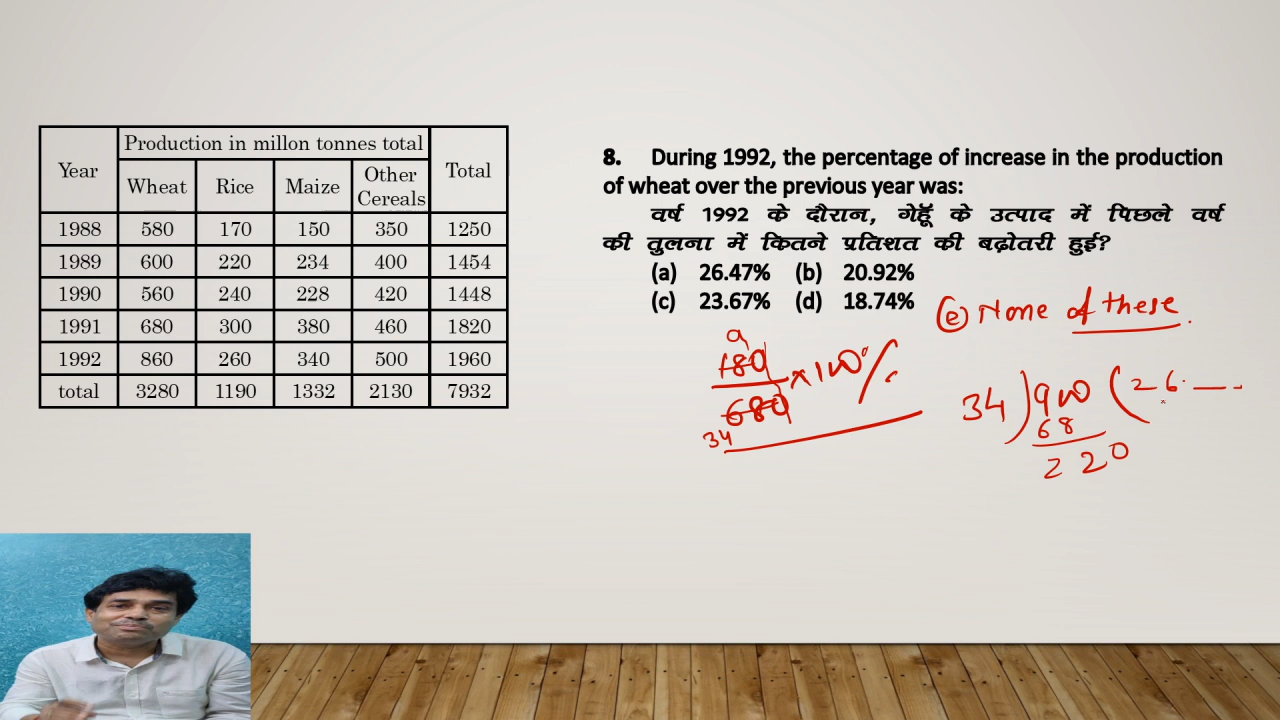 Production in millon tonnes total
Year Wheat Rice Maize Other Cereals Total
1988 580 170 150 350 1250
1989 600 220 234 400 1454
1990 560 240 228 420 1448
1991 680 300 380 460 1820
1992 860 260 340 500 1960
total 3280 1190 1332 2130 7932
8. During 1992, the percentage of increase in the production
of wheat over the previous year was:
वर्ष 1992 के दौरान, गेहूँ के उत्पाद में पिछले वर्ष
की तुलना में कितने प्रतिशत की बढ़ोतरी हुई?
(a) 26.47% (b) 20.92%
(c) 23.67% (d) 18.74%
(e) None of these.
9
180
680 × 100%
34
34 ) 900 ( 26.
68
220